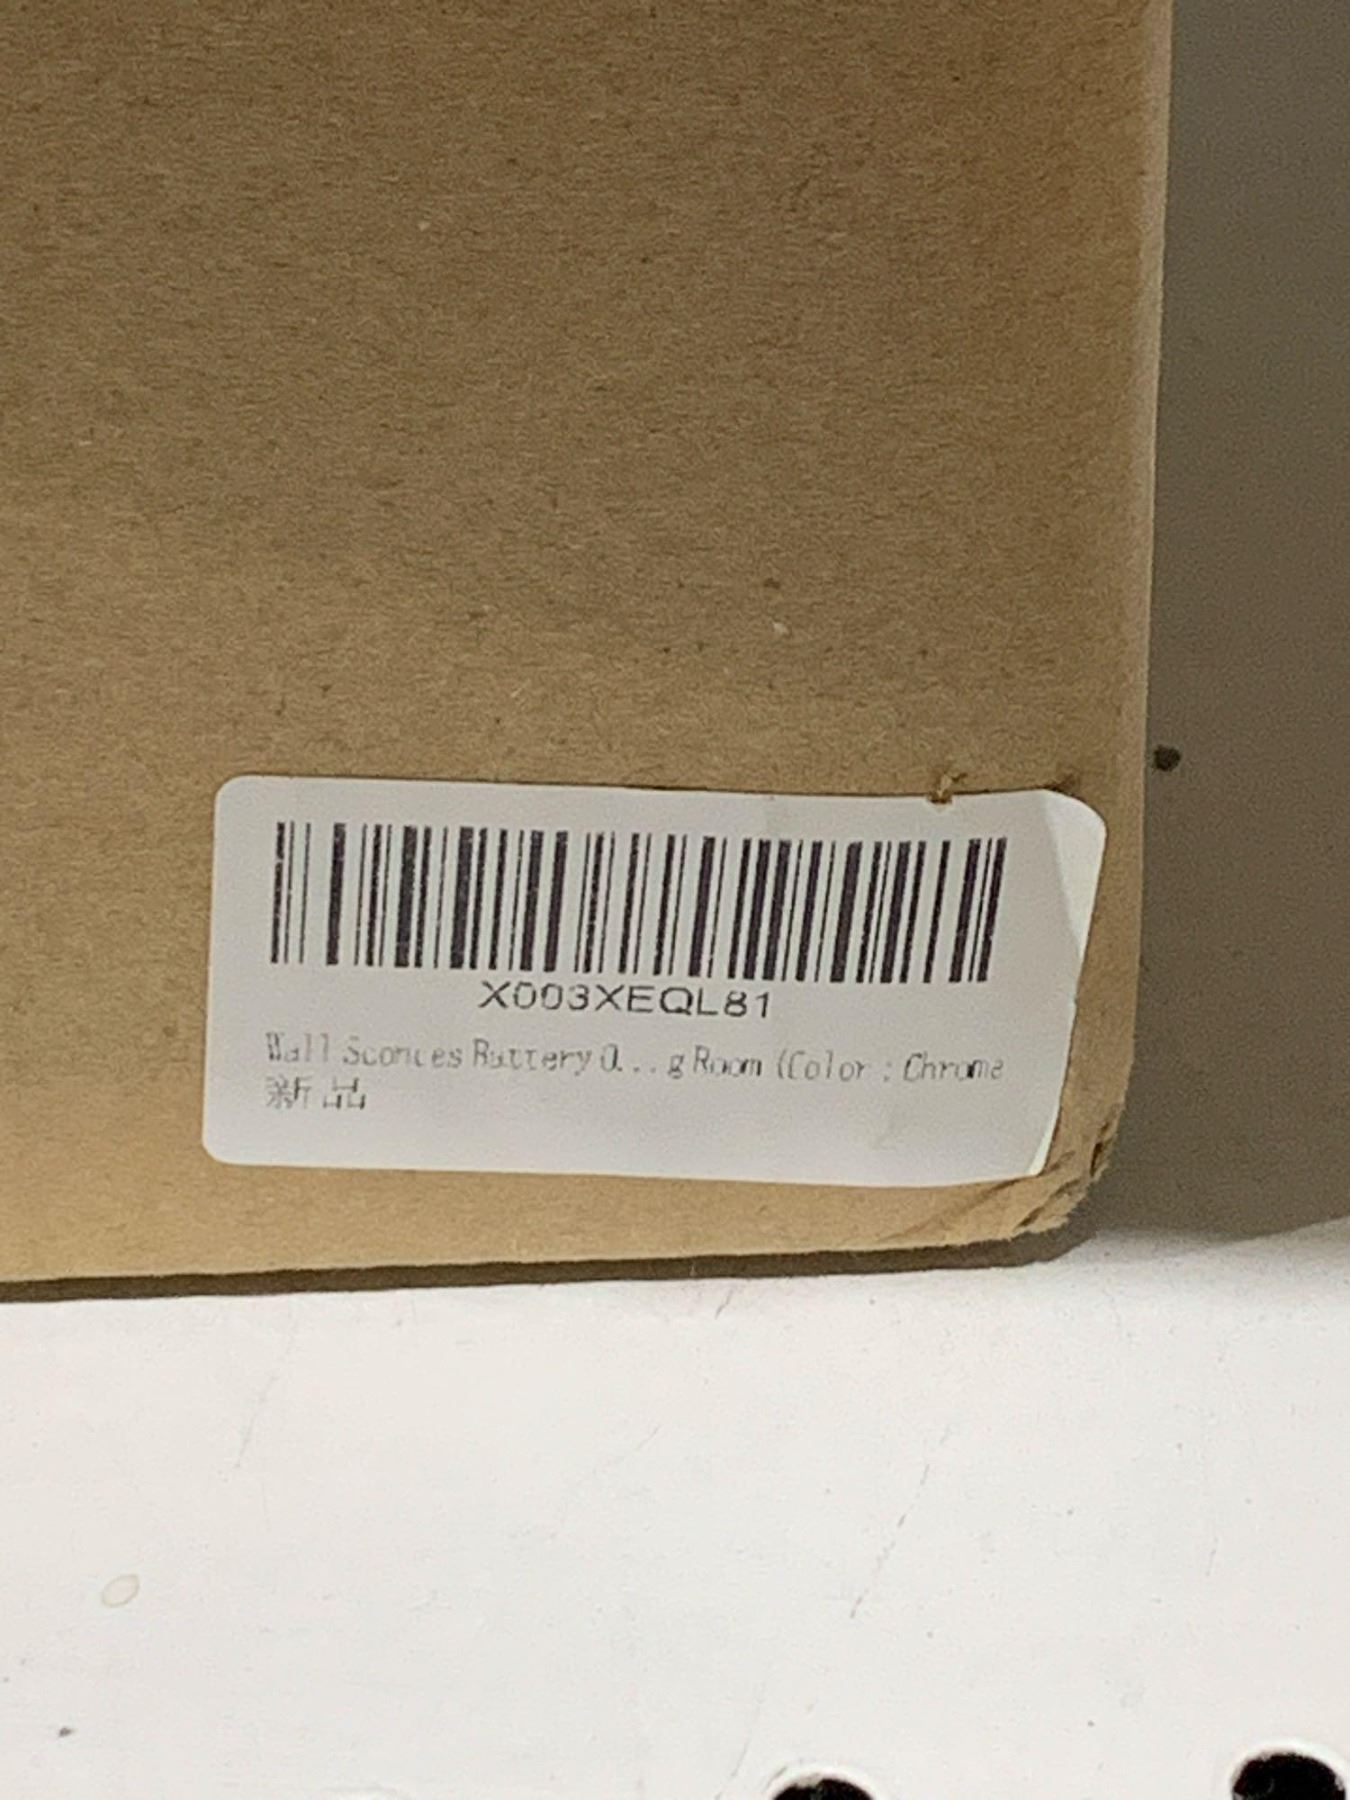 X003XEQL81
Wall Sconces Battery O...g Room (Color : Chrome
新品